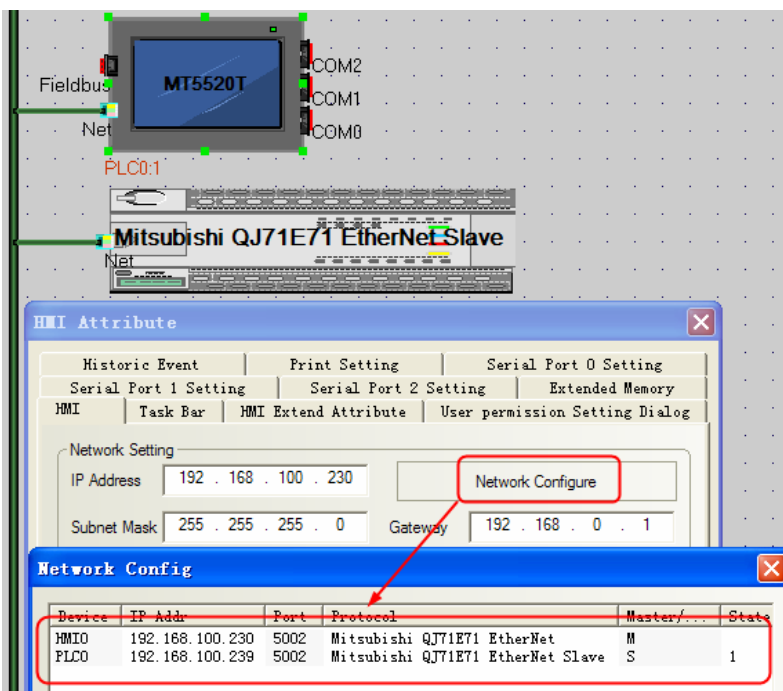 COM2
Fieldbus
MT5520T
COM1
Net
COM0
PLC0:1
Mitsubishi QJ71E71 EtherNet Slave
Net
HMI Attribute
Historic Event Print Setting Serial Port 0 Setting
Serial Port 1 Setting Serial Port 2 Setting Extended Memory
HMI Task Bar HMI Extend Attribute User permission Setting Dialog
Network Setting
IP Address 192 . 168 . 100 . 230 Network Configure
Subnet Mask 255 . 255 . 255 . 0 Gateway 192 . 168 . 0 . 1
Network Config
Device IP Addr Port Protocol Master/... State
HMI0 192.168.100.230 5002 Mitsubishi QJ71E71 EtherNet M
PLC0 192.168.100.239 5002 Mitsubishi QJ71E71 EtherNet Slave S 1